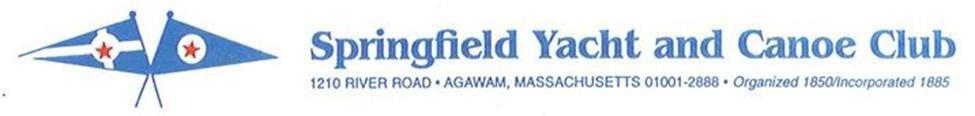 Springfield Yacht and Canoe Club
1210 RIVER ROAD • AGAWAM, MASSACHUSETTS 01001-2888 • Organized 1850/Incorporated 1885